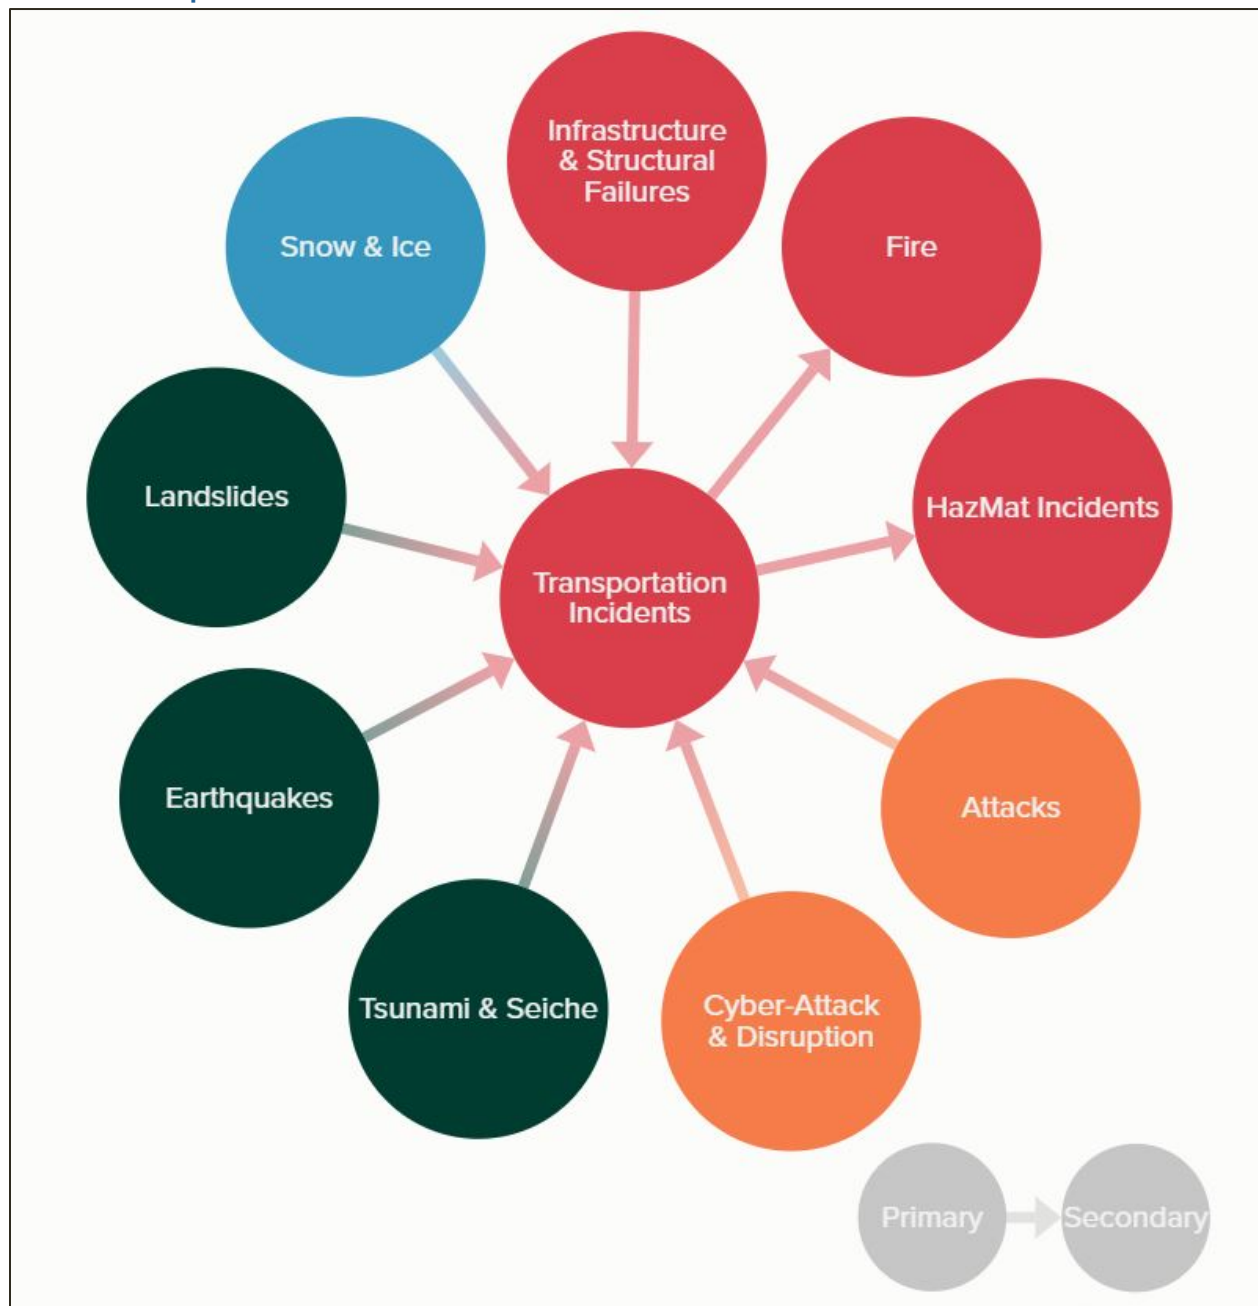 Infrastructure
& Structural
Failures
Snow & Ice
Fire
Landslides
HazMat Incidents
Transportation
Incidents
Earthquakes
Attacks
Tsunami & Seiche
Cyber-Attack
& Disruption
Primary
Secondary